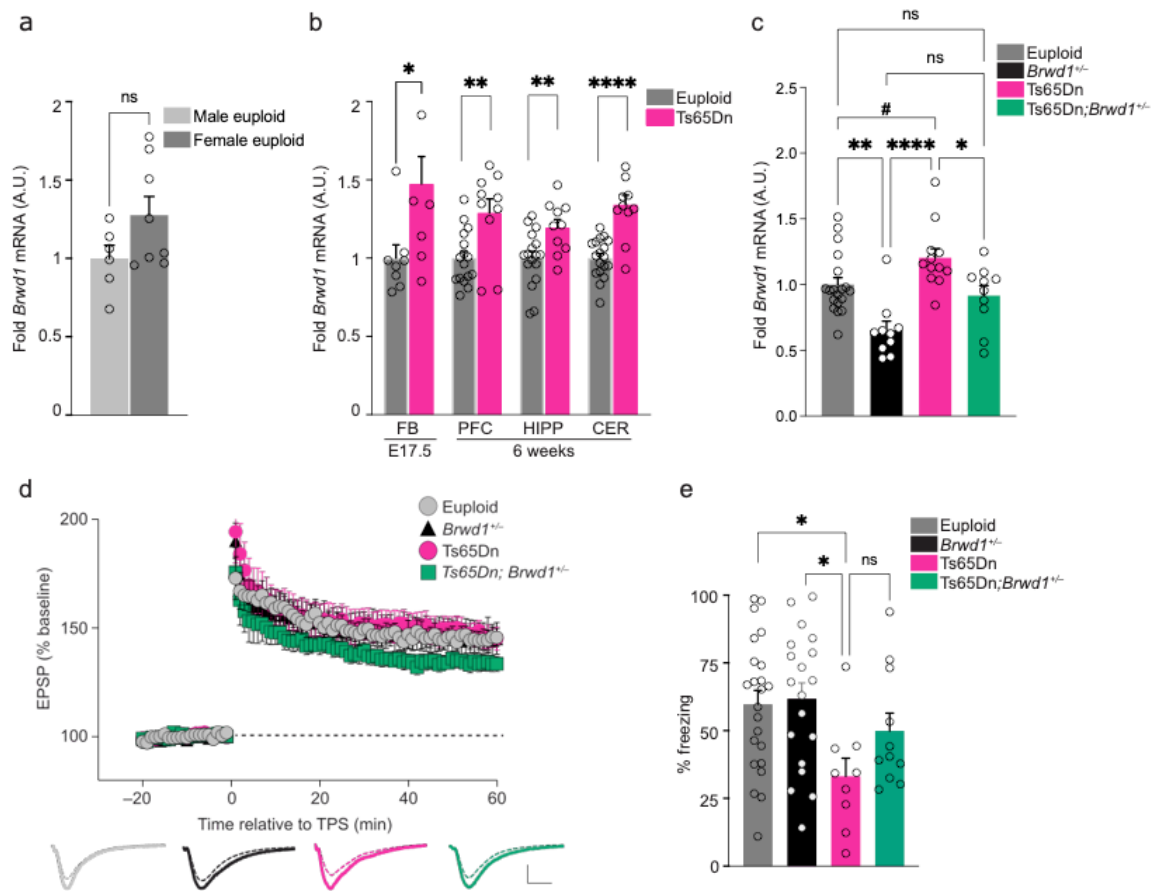 a
ns
Male euploid
Female euploid
Fold Brwd1 mRNA (A.U.)
2
1.5
1
0.5
0
b
*
**
**
****
Euploid
Ts65Dn
Fold Brwd1 mRNA (A.U.)
2
1.5
1
0.5
0
FB
PFC
HIPP
CER
E17.5
6 weeks
c
ns
ns
#
**
****
*
Euploid
Brwd1+/–
Ts65Dn
Ts65Dn;Brwd1+/–
Fold Brwd1 mRNA (A.U.)
2.5
2.0
1.5
1.0
0.5
0.0
d
Euploid
Brwd1+/–
Ts65Dn
Ts65Dn; Brwd1+/–
EPSP (% baseline)
200
150
100
–20
0
20
40
60
Time relative to TPS (min)
e
*
*
ns
Euploid
Brwd1+/–
Ts65Dn
Ts65Dn;Brwd1+/–
% freezing
100
75
50
25
0